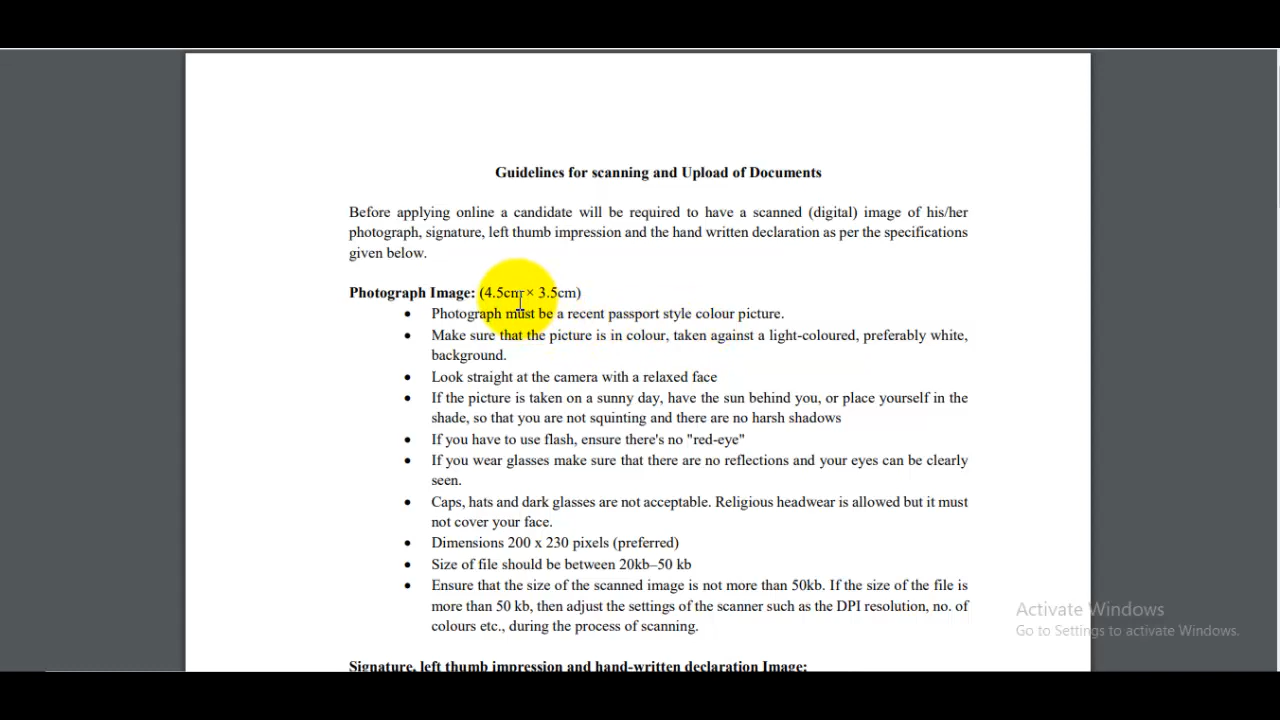 Guidelines for scanning and Upload of Documents
Before applying online a candidate will be required to have a scanned (digital) image of his/her
photograph, signature, left thumb impression and the hand written declaration as per the specifications
given below.
Photograph Image: (4.5cm × 3.5cm)
• Photograph must be a recent passport style colour picture.
• Make sure that the picture is in colour, taken against a light-coloured, preferably white,
background.
• Look straight at the camera with a relaxed face
• If the picture is taken on a sunny day, have the sun behind you, or place yourself in the
shade, so that you are not squinting and there are no harsh shadows
• If you have to use flash, ensure there's no "red-eye"
• If you wear glasses make sure that there are no reflections and your eyes can be clearly
seen.
• Caps, hats and dark glasses are not acceptable. Religious headwear is allowed but it must
not cover your face.
• Dimensions 200 x 230 pixels (preferred)
• Size of file should be between 20kb–50 kb
• Ensure that the size of the scanned image is not more than 50kb. If the size of the file is
more than 50 kb, then adjust the settings of the scanner such as the DPI resolution, no. of
colours etc., during the process of scanning.
Signature, left thumb impression and hand-written declaration Image:
Activate Windows
Go to Settings to activate Windows.